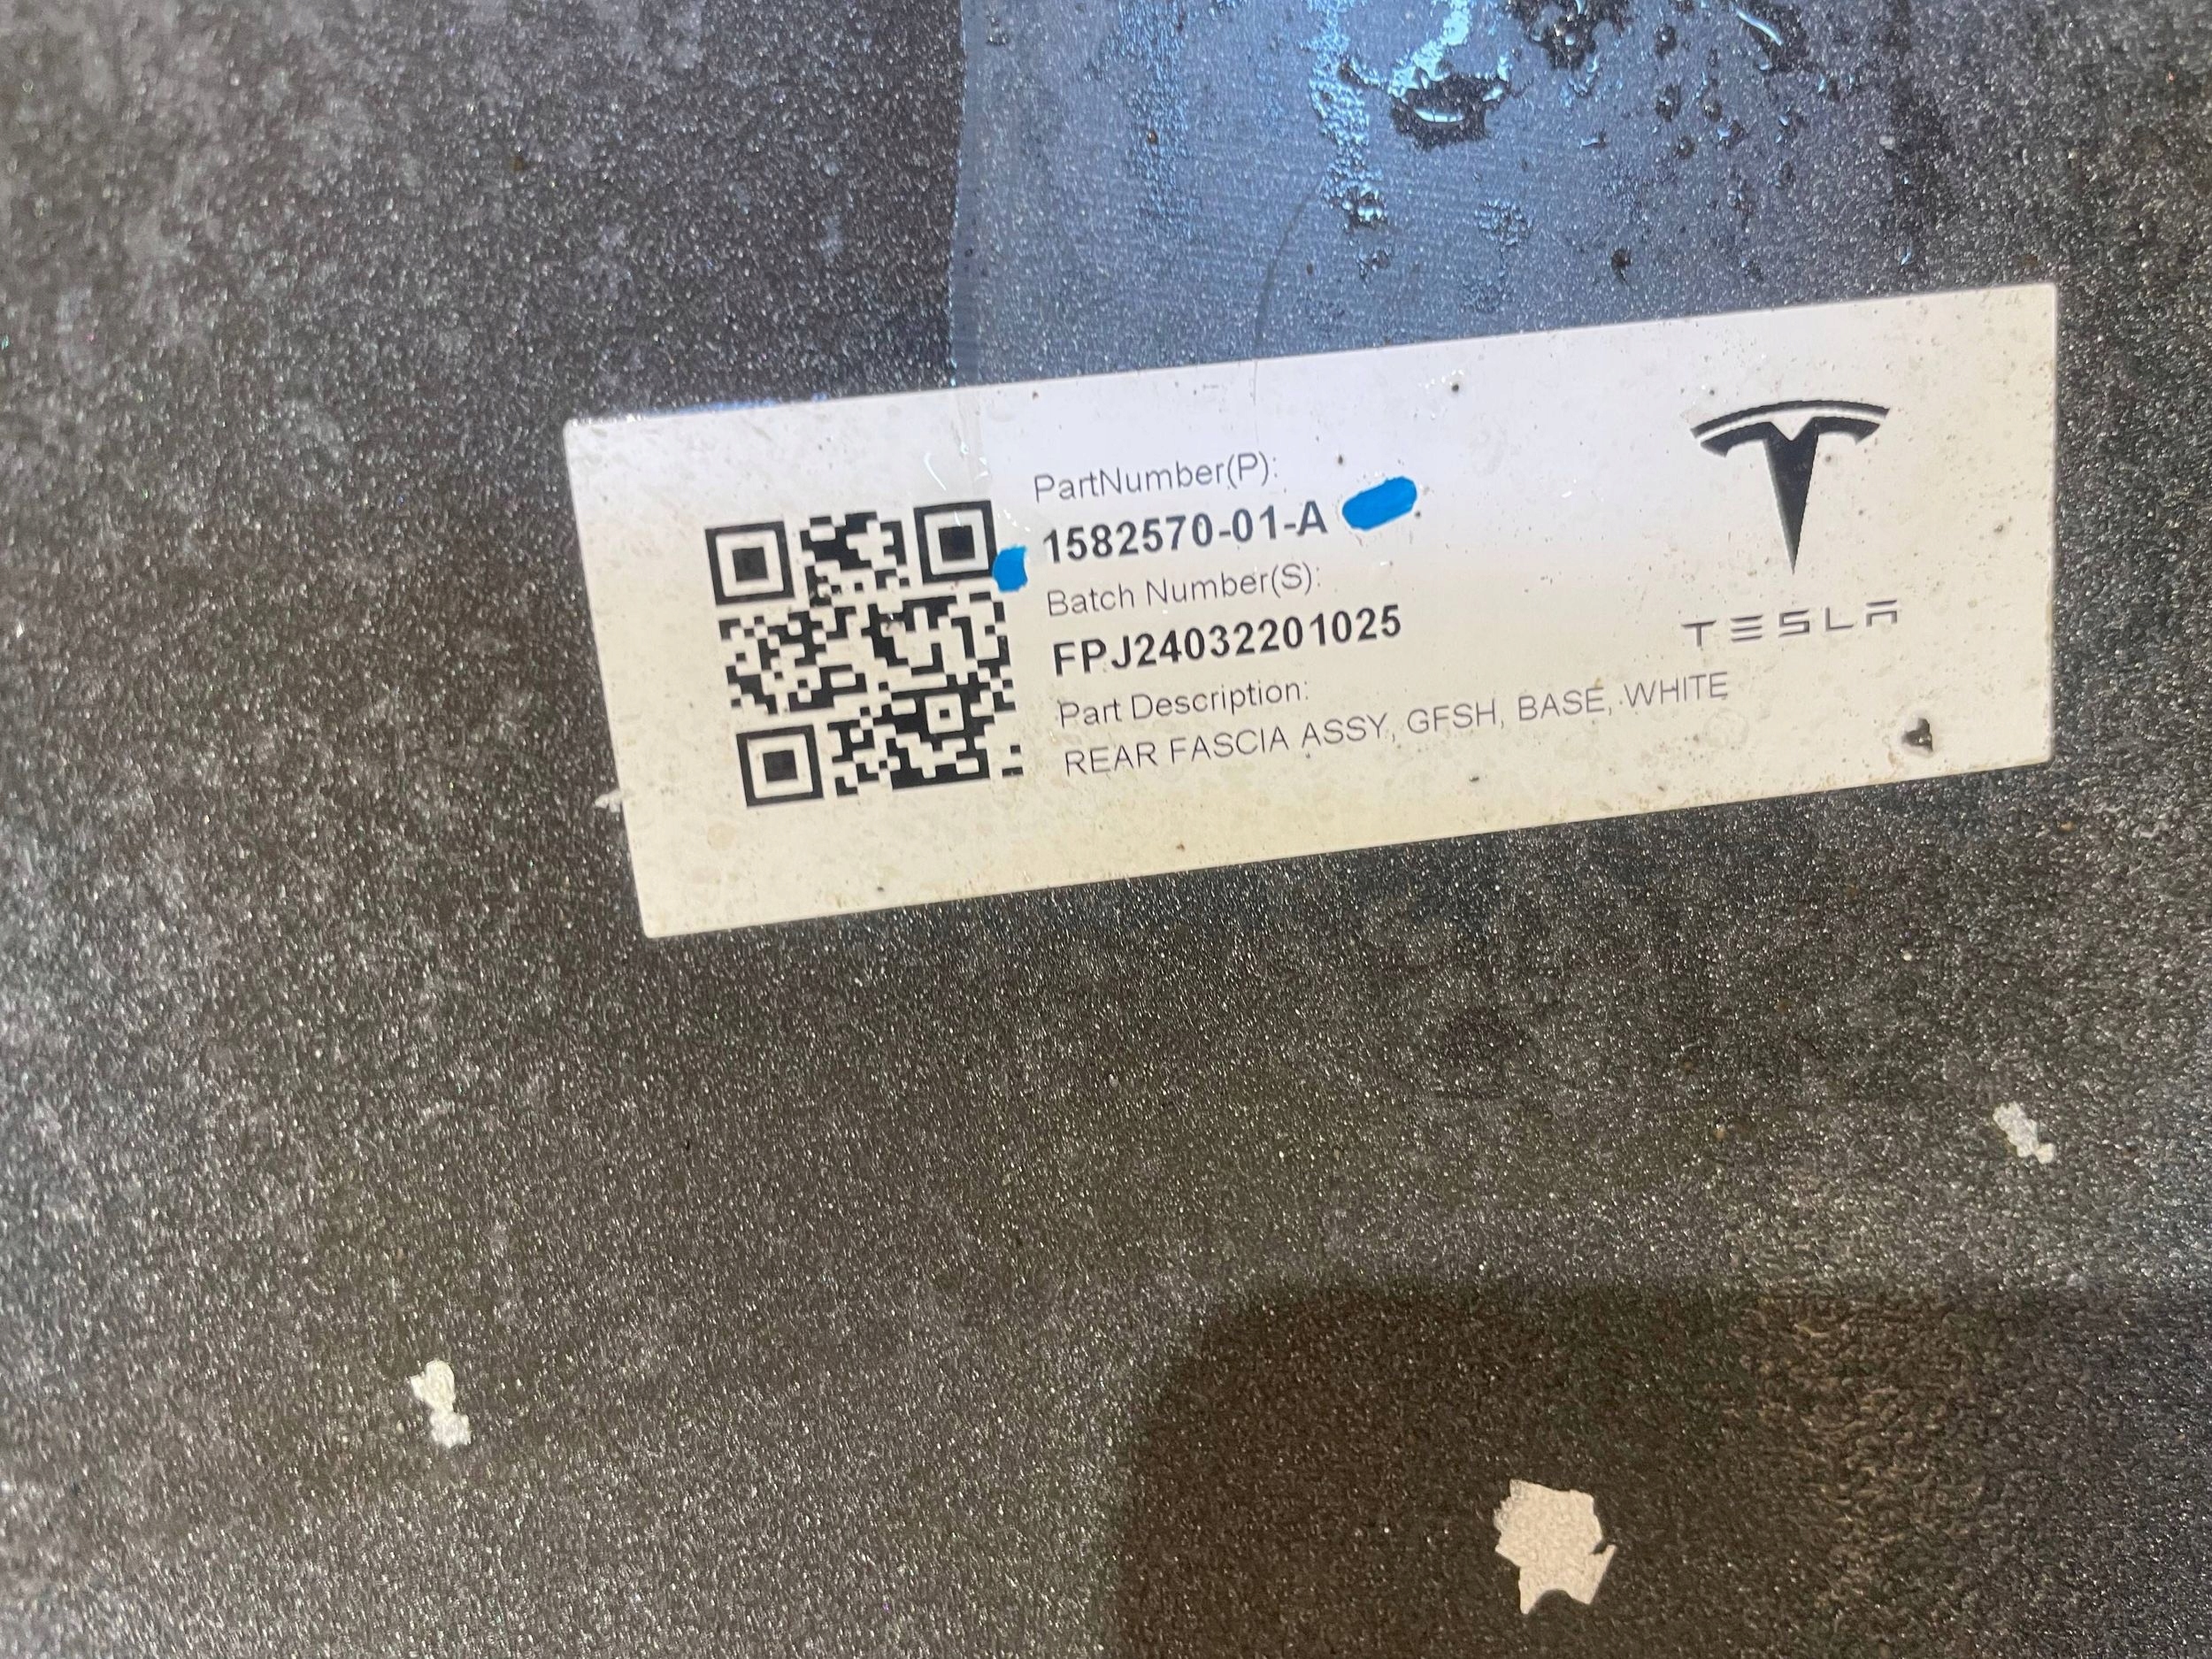 PartNumber(P):
1582570-01-A
Batch Number(S):
FPJ24032201025
Part Description:
REAR FASCIA ASSY, GFSH, BASE, WHITE
TESLA